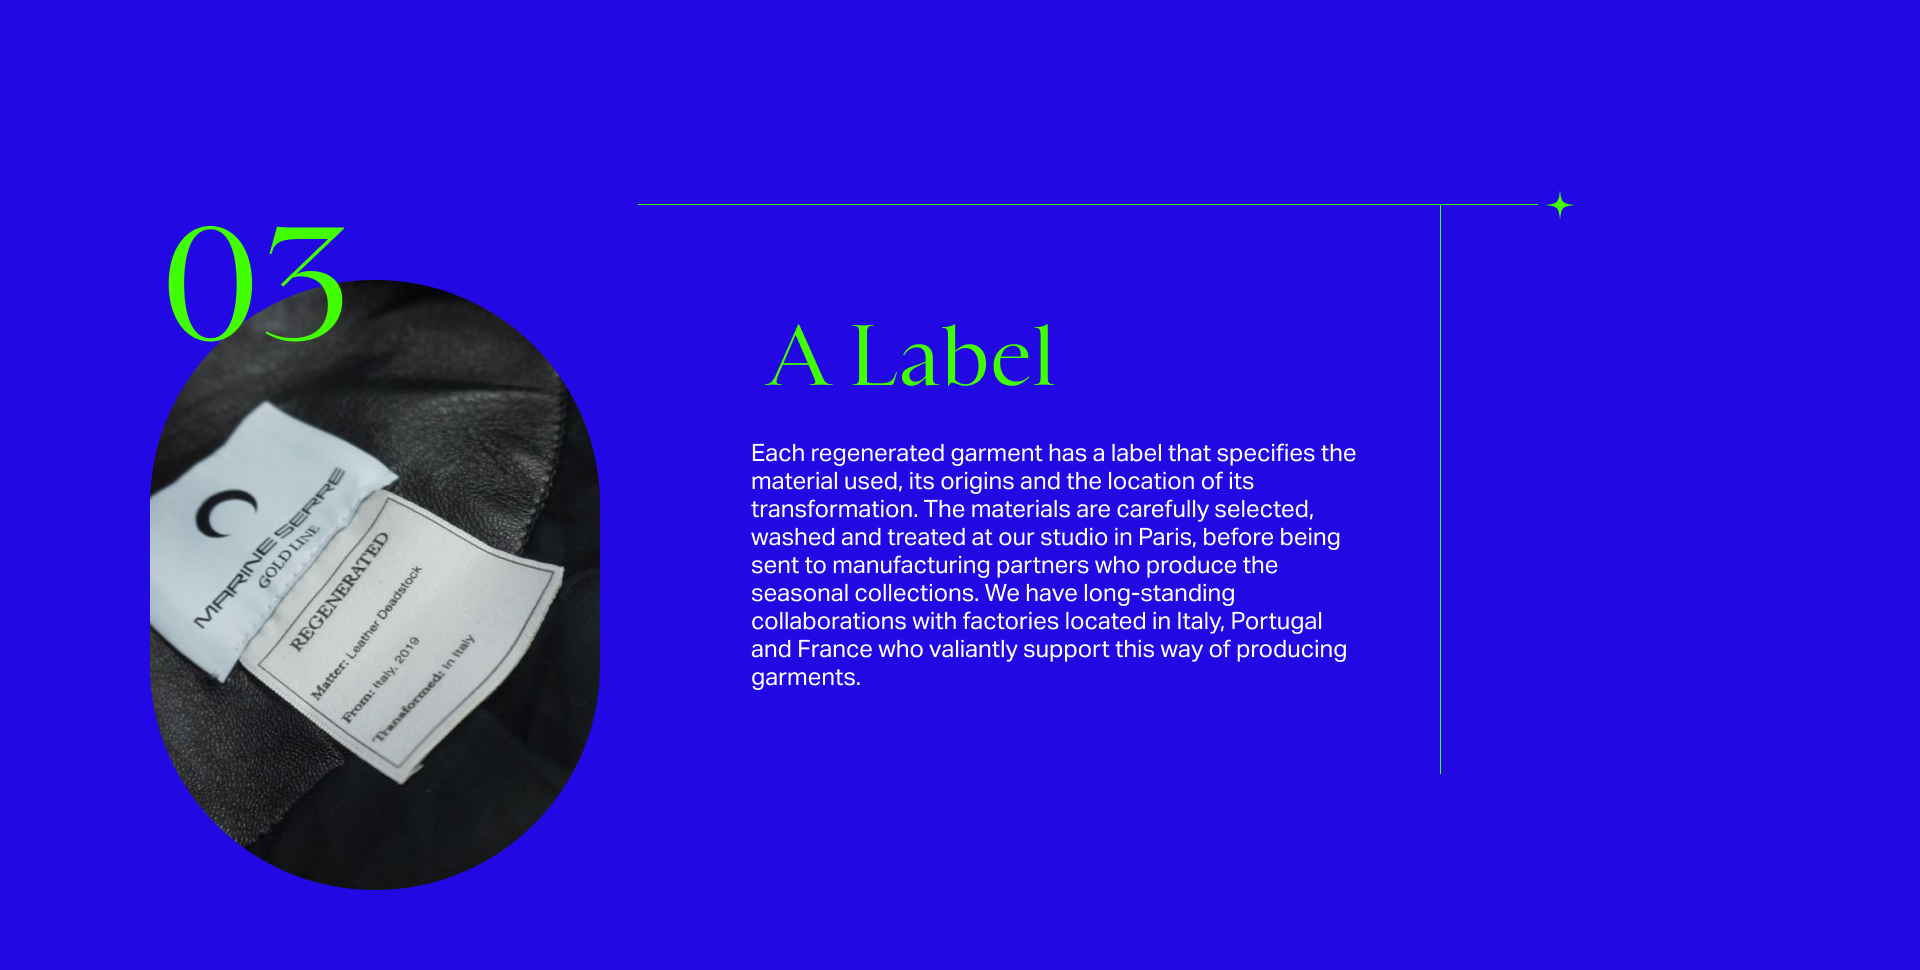 03
MARINE SERRE
GOLD LINE
REGENERATED
Matter: Leather Deadstock
From: Italy, 2019
Transformed: In Italy
A Label
Each regenerated garment has a label that specifies the
material used, its origins and the location of its
transformation. The materials are carefully selected,
washed and treated at our studio in Paris, before being
sent to manufacturing partners who produce the
seasonal collections. We have long-standing
collaborations with factories located in Italy, Portugal
and France who valiantly support this way of producing
garments.